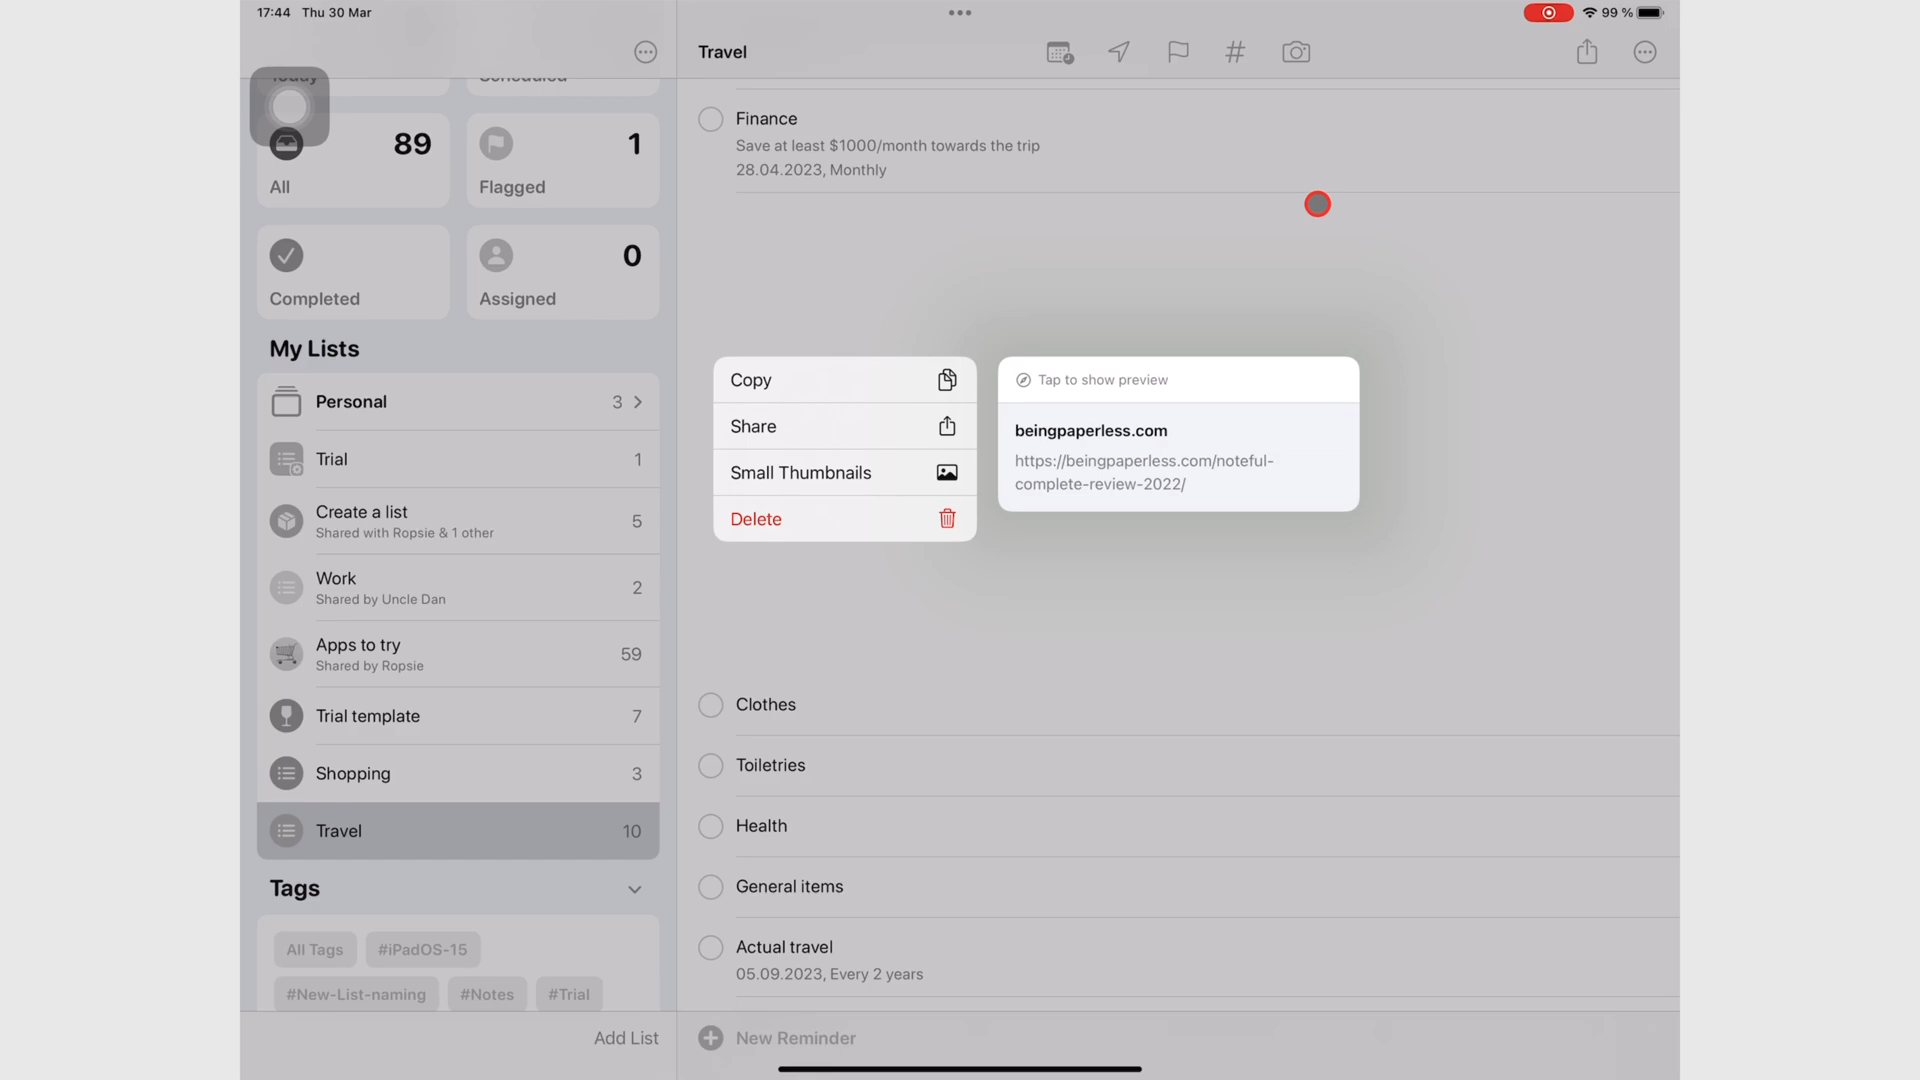 17:44 Thu 30 Mar
99 %
Today
Scheduled
89
All
1
Flagged
Completed
0
Assigned
My Lists
Personal 3
Trial 1
Create a list
Shared with Ropsie & 1 other
5
Work
Shared by Uncle Dan
2
Apps to try
Shared by Ropsie
59
Trial template 7
Shopping 3
Travel 10
Tags
All Tags #iPadOS-15
#New-List-naming #Notes #Trial
Add List
Travel
Finance
Save at least $1000/month towards the trip
28.04.2023, Monthly
Copy
Share
Small Thumbnails
Delete
Tap to show preview
beingpaperless.com
https://beingpaperless.com/noteful-
complete-review-2022/
Clothes
Toiletries
Health
General items
Actual travel
05.09.2023, Every 2 years
New Reminder